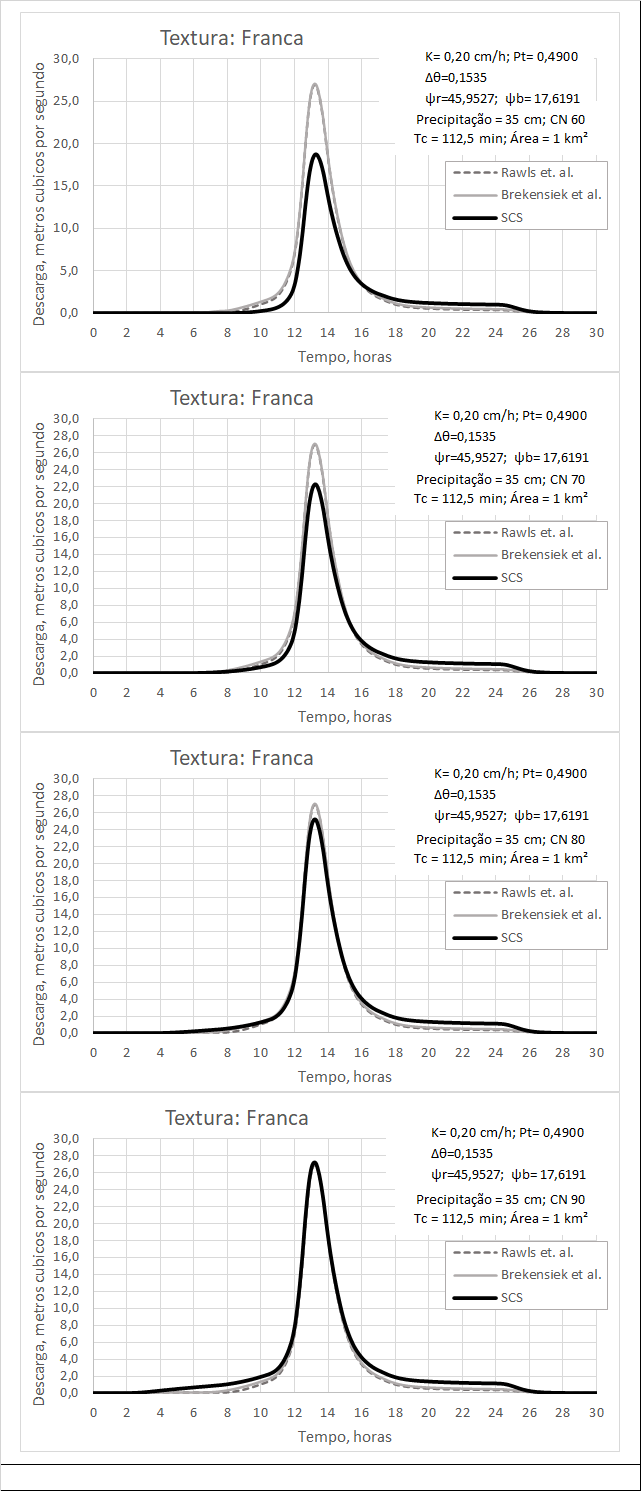 Textura: Franca
K= 0,20 cm/h; Pt= 0,4900
Δθ=0,1535
ψr=45,9527; ψb= 17,6191
Precipitação = 35 cm; CN 60
Tc = 112,5 min; Área = 1 km²
Rawls et. al.
Brekensiek et al.
SCS
Descarga, metros cubicos por segundo
30,0
25,0
20,0
15,0
10,0
5,0
0,0
0 2 4 6 8 10 12 14 16 18 20 22 24 26 28 30
Tempo, horas
Textura: Franca
K= 0,20 cm/h; Pt= 0,4900
Δθ=0,1535
ψr=45,9527; ψb= 17,6191
Precipitação = 35 cm; CN 70
Tc = 112,5 min; Área = 1 km²
Rawls et. al.
Brekensiek et al.
SCS
Descarga, metros cubicos por segundo
30,0
28,0
26,0
24,0
22,0
20,0
18,0
16,0
14,0
12,0
10,0
8,0
6,0
4,0
2,0
0,0
0 2 4 6 8 10 12 14 16 18 20 22 24 26 28 30
Tempo, horas
Textura: Franca
K= 0,20 cm/h; Pt= 0,4900
Δθ=0,1535
ψr=45,9527; ψb= 17,6191
Precipitação = 35 cm; CN 80
Tc = 112,5 min; Área = 1 km²
Rawls et. al.
Brekensiek et al.
SCS
Descarga, metros cubicos por segundo
30,0
28,0
26,0
24,0
22,0
20,0
18,0
16,0
14,0
12,0
10,0
8,0
6,0
4,0
2,0
0,0
0 2 4 6 8 10 12 14 16 18 20 22 24 26 28 30
Tempo, horas
Textura: Franca
K= 0,20 cm/h; Pt= 0,4900
Δθ=0,1535
ψr=45,9527; ψb= 17,6191
Precipitação = 35 cm; CN 90
Tc = 112,5 min; Área = 1 km²
Rawls et. al.
Brekensiek et al.
SCS
Descarga, metros cubicos por segundo
30,0
28,0
26,0
24,0
22,0
20,0
18,0
16,0
14,0
12,0
10,0
8,0
6,0
4,0
2,0
0,0
0 2 4 6 8 10 12 14 16 18 20 22 24 26 28 30
Tempo, horas